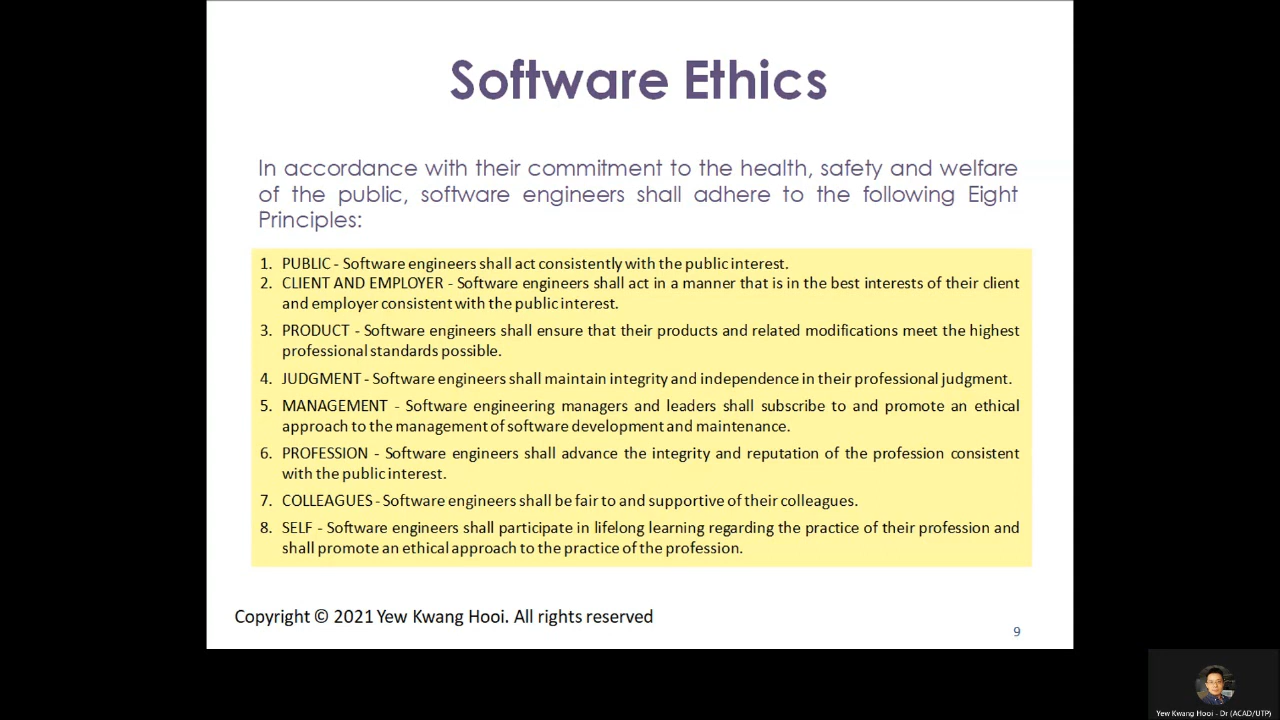 Software Ethics
In accordance with their commitment to the health, safety and welfare
of the public, software engineers shall adhere to the following Eight
Principles:
1. PUBLIC - Software engineers shall act consistently with the public interest.
2. CLIENT AND EMPLOYER - Software engineers shall act in a manner that is in the best interests of their client
and employer consistent with the public interest.
3. PRODUCT - Software engineers shall ensure that their products and related modifications meet the highest
professional standards possible.
4. JUDGMENT - Software engineers shall maintain integrity and independence in their professional judgment.
5. MANAGEMENT - Software engineering managers and leaders shall subscribe to and promote an ethical
approach to the management of software development and maintenance.
6. PROFESSION - Software engineers shall advance the integrity and reputation of the profession consistent
with the public interest.
7. COLLEAGUES - Software engineers shall be fair to and supportive of their colleagues.
8. SELF - Software engineers shall participate in lifelong learning regarding the practice of their profession and
shall promote an ethical approach to the practice of the profession.
Copyright © 2021 Yew Kwang Hooi. All rights reserved
9
Yew Kwang Hooi - Dr (ACAD/UTP)